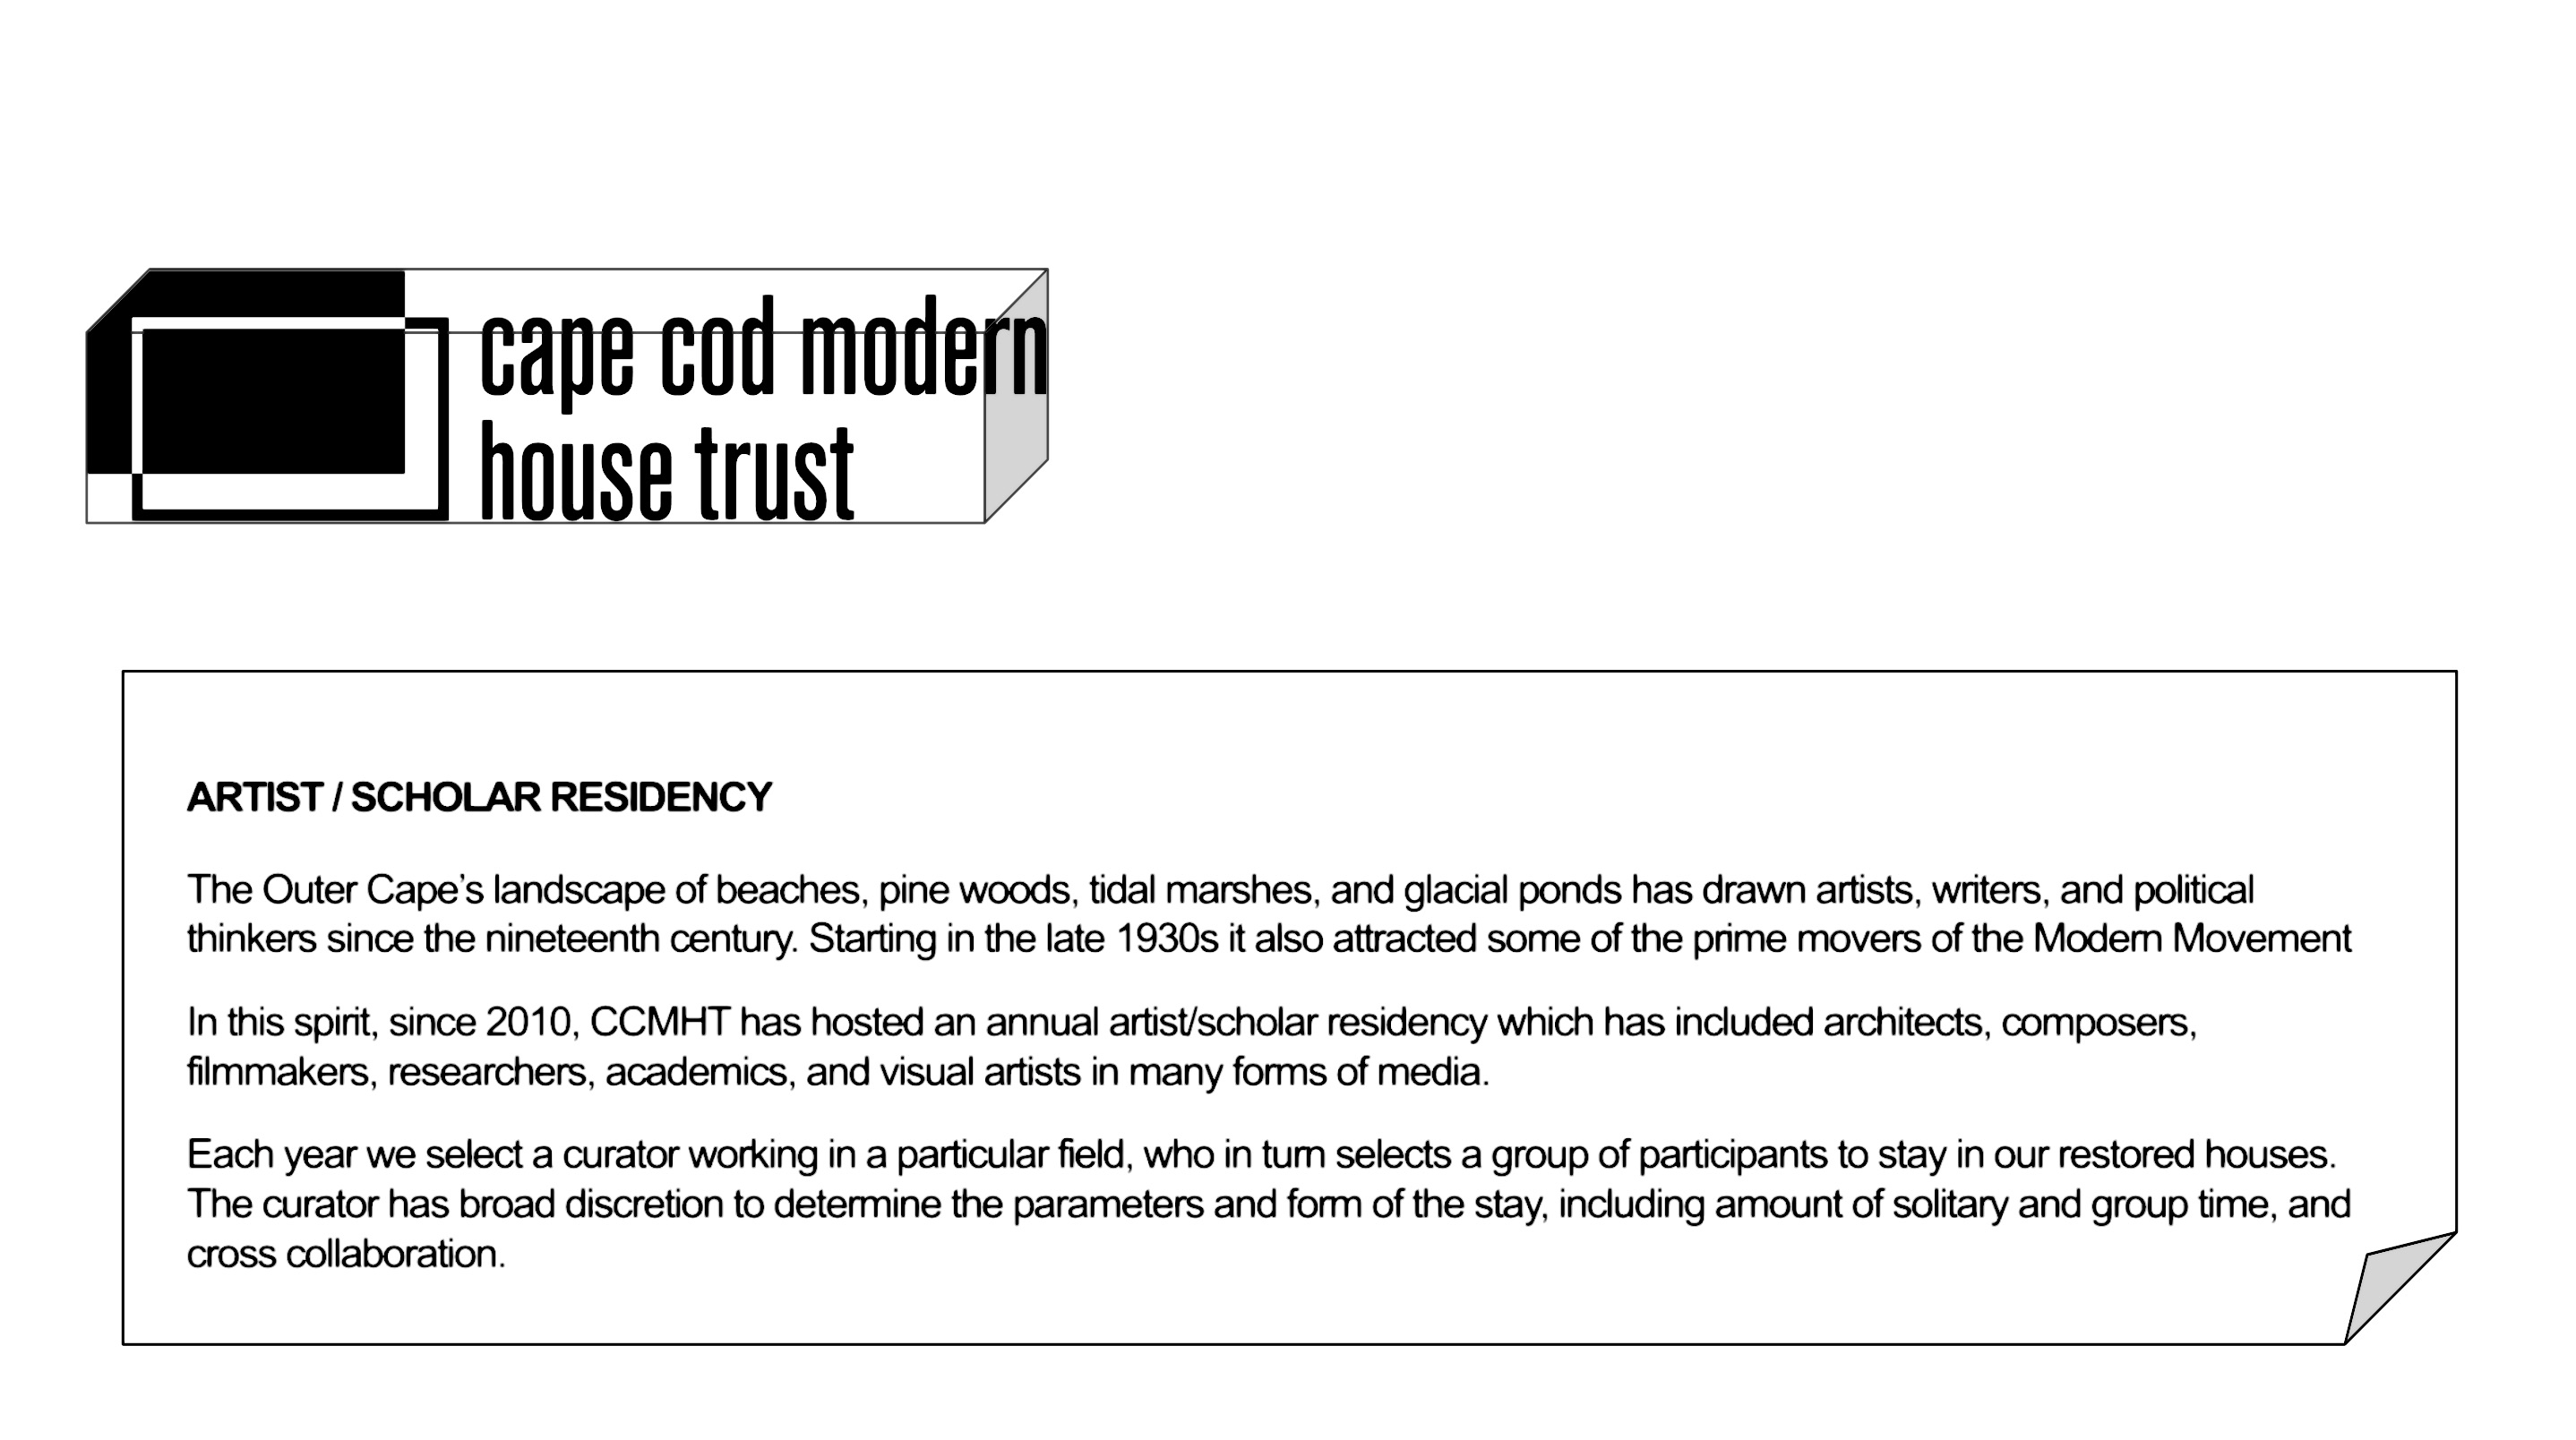 cape cod modern
house trust
ARTIST / SCHOLAR RESIDENCY
The Outer Cape’s landscape of beaches, pine woods, tidal marshes, and glacial ponds has drawn artists, writers, and political
thinkers since the nineteenth century. Starting in the late 1930s it also attracted some of the prime movers of the Modern Movement
In this spirit, since 2010, CCMHT has hosted an annual artist/scholar residency which has included architects, composers,
filmmakers, researchers, academics, and visual artists in many forms of media.
Each year we select a curator working in a particular field, who in turn selects a group of participants to stay in our restored houses.
The curator has broad discretion to determine the parameters and form of the stay, including amount of solitary and group time, and
cross collaboration.